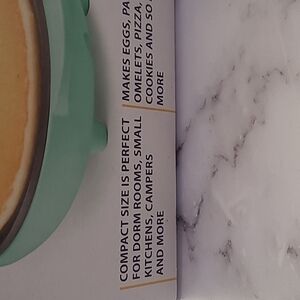 COMPACT SIZE IS PERFECT
FOR DORM ROOMS, SMALL
KITCHENS, CAMPERS
AND MORE
MAKES EGGS,
OMELETS, PIZZA,
COOKIES AND SO
MORE